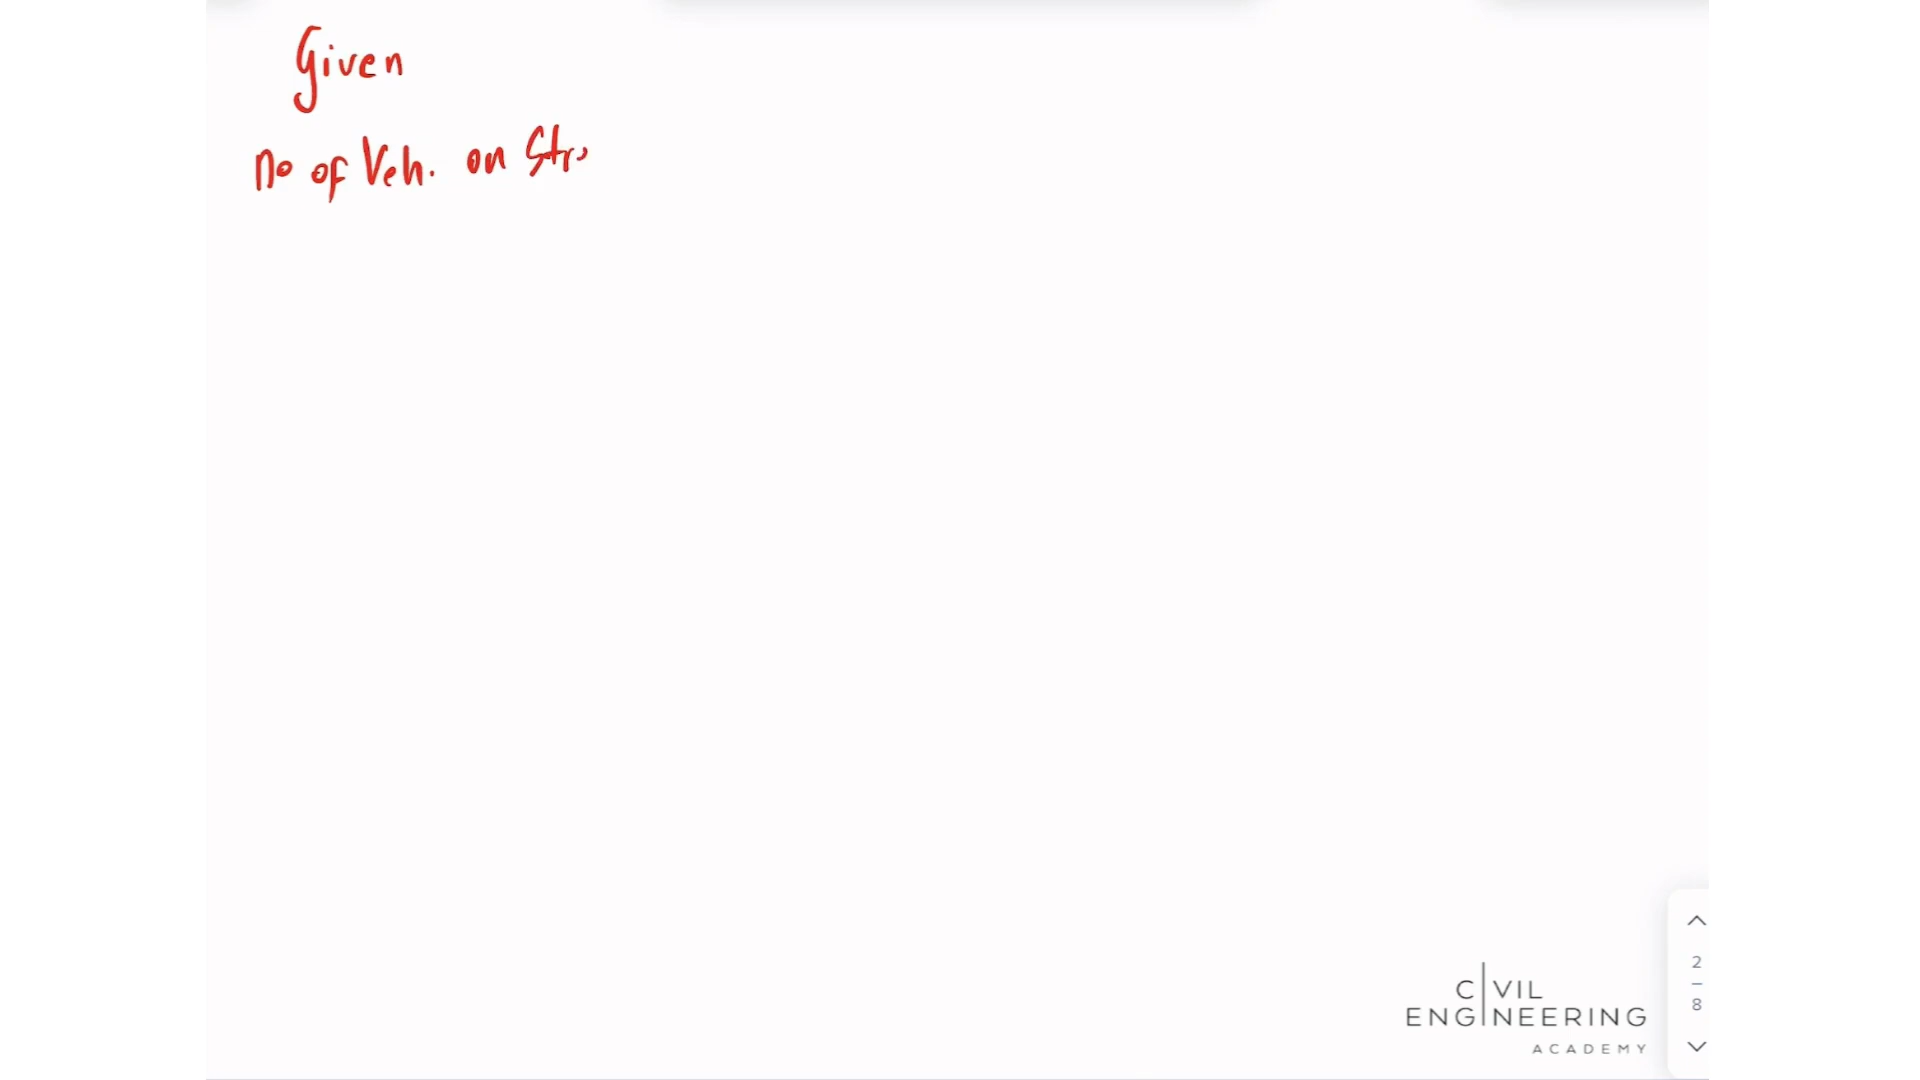 Given
no of Veh. on Str
2
8
CIVIL
ENGINEERING
ACADEMY